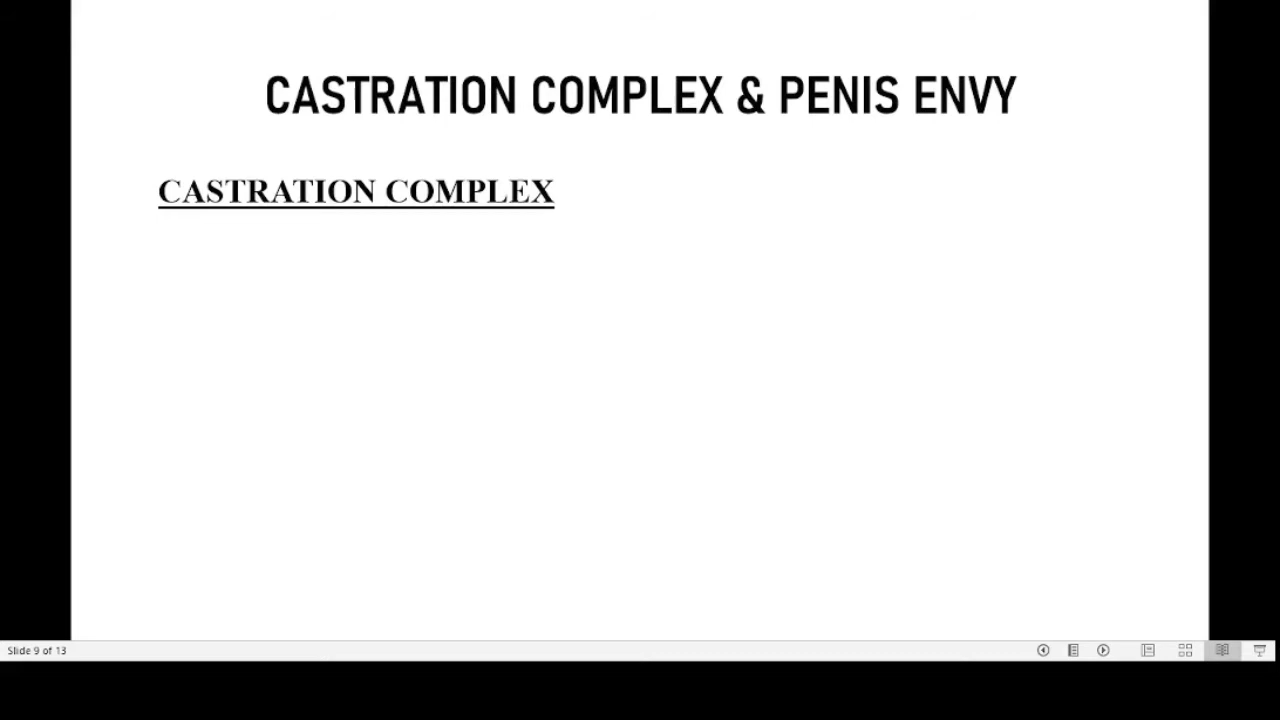 CASTRATION COMPLEX & PENIS ENVY
CASTRATION COMPLEX
Slide 9 of 13